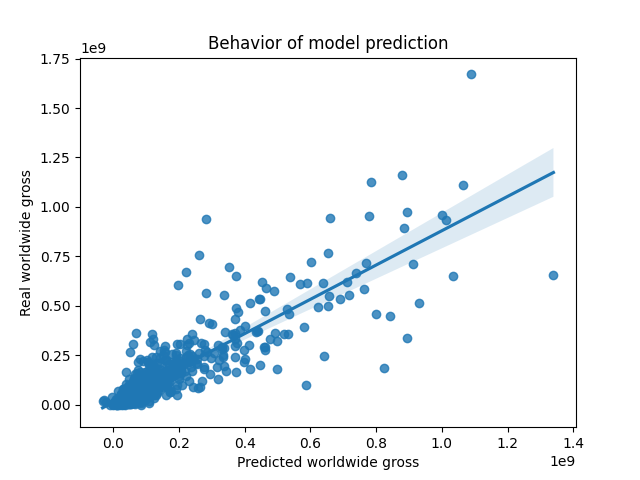 Behavior of model prediction
1e9
1.75
1.50
1.25
1.00
0.75
0.50
0.25
0.00
Real worldwide gross
0.0 0.2 0.4 0.6 0.8 1.0 1.2 1.4
Predicted worldwide gross
1e9